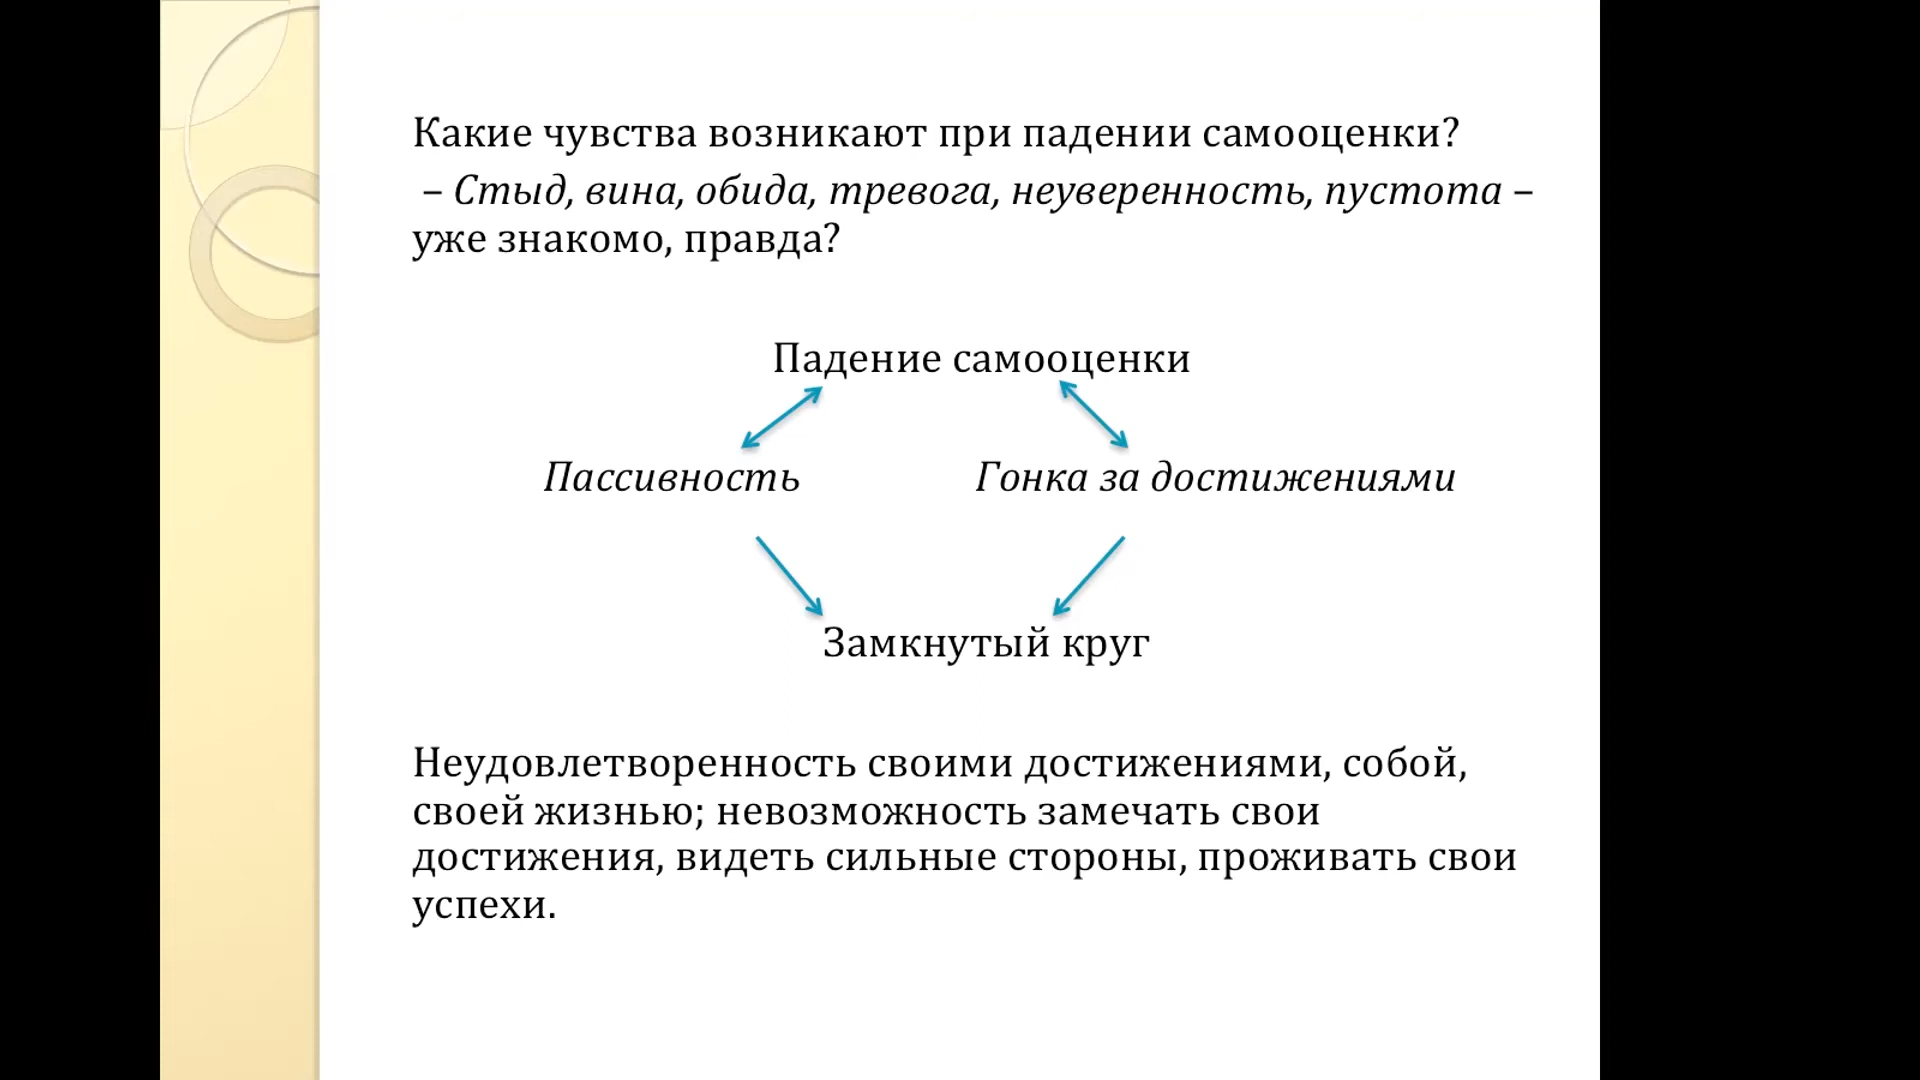 Какие чувства возникают при падении самооценки?
– Стыд, вина, обида, тревога, неуверенность, пустота –
уже знакомо, правда?
Падение самооценки
Пассивность Гонка за достижениями
Замкнутый круг
Неудовлетворенность своими достижениями, собой,
своей жизнью; невозможность замечать свои
достижения, видеть сильные стороны, проживать свои
успехи.